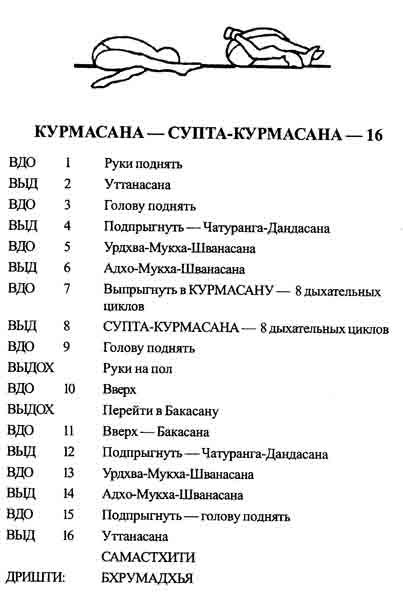 КУРМАСАНА — СУПТА-КУРМАСАНА — 16
ВДО 1 Руки поднять
ВЫД 2 Уттанасана
ВДО 3 Голову поднять
ВЫД 4 Подпрыгнуть — Чатуранга-Дандасана
ВДО 5 Урдхва-Мукха-Шванасана
ВЫД 6 Адхо-Мукха-Шванасана
ВДО 7 Выпрыгнуть в КУРМАСАНУ — 8 дыхательных
циклов
ВЫД 8 СУПТА-КУРМАСАНА — 8 дыхательных циклов
ВДО 9 Голову поднять
ВЫДОХ Руки на пол
ВДО 10 Вверх
ВЫДОХ Перейти в Бакасану
ВДО 11 Вверх — Бакасана
ВЫД 12 Подпрыгнуть — Чатуранга-Дандасана
ВДО 13 Урдхва-Мукха-Шванасана
ВЫД 14 Адхо-Мукха-Шванасана
ВДО 15 Подпрыгнуть — голову поднять
ВЫД 16 Уттанасана
САМАСТХИТИ
ДРИШТИ: БХРУМАДХЬЯ